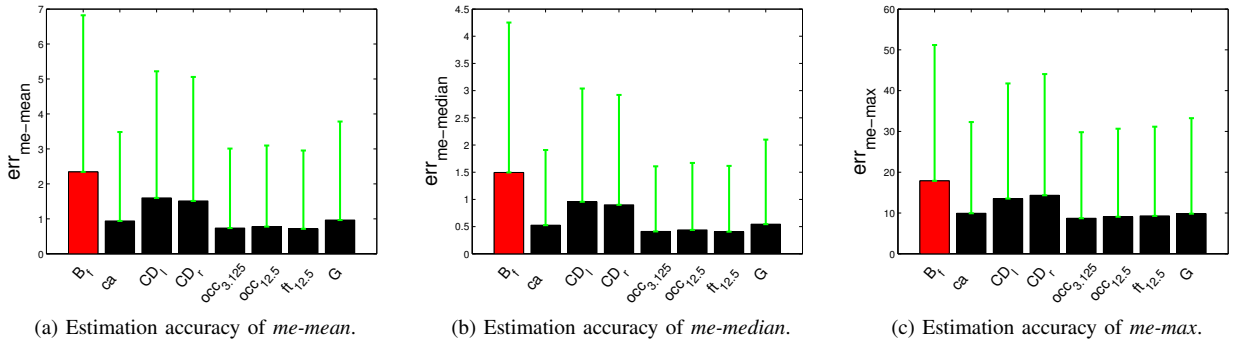 7
6
5
4
3
2
1
0
err_me−mean
B_f ca CD_l CD_r occ_3.125 occ_12.5 ft_12.5 G
(a) Estimation accuracy of me-mean.
4.5
4
3.5
3
2.5
2
1.5
1
0.5
0
err_me−median
B_f ca CD_l CD_r occ_3.125 occ_12.5 ft_12.5 G
(b) Estimation accuracy of me-median.
60
50
40
30
20
10
0
err_me−max
B_f ca CD_l CD_r occ_3.125 occ_12.5 ft_12.5 G
(c) Estimation accuracy of me-max.